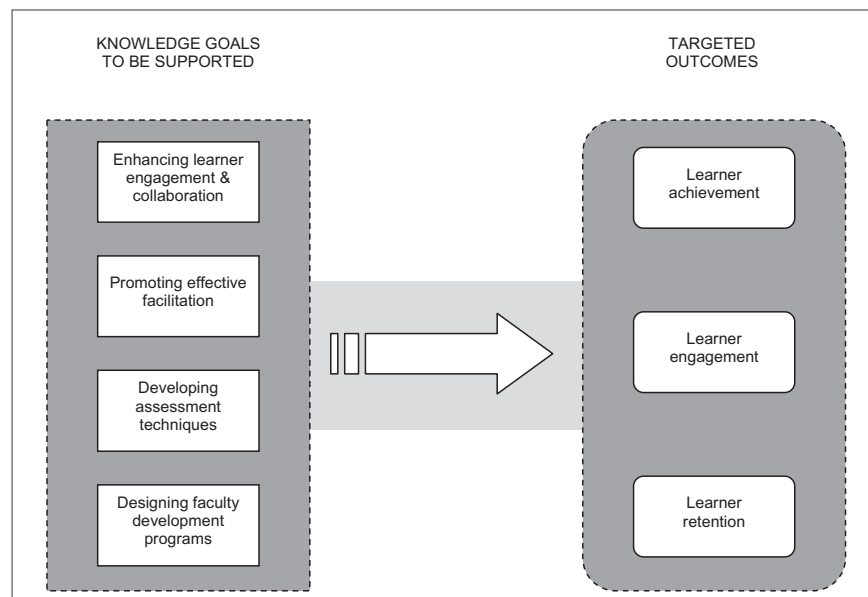 KNOWLEDGE GOALS
TO BE SUPPORTED
Enhancing learner
engagement &
collaboration
Promoting effective
facilitation
Developing
assessment
techniques
Designing faculty
development
programs
TARGETED
OUTCOMES
Learner
achievement
Learner
engagement
Learner
retention